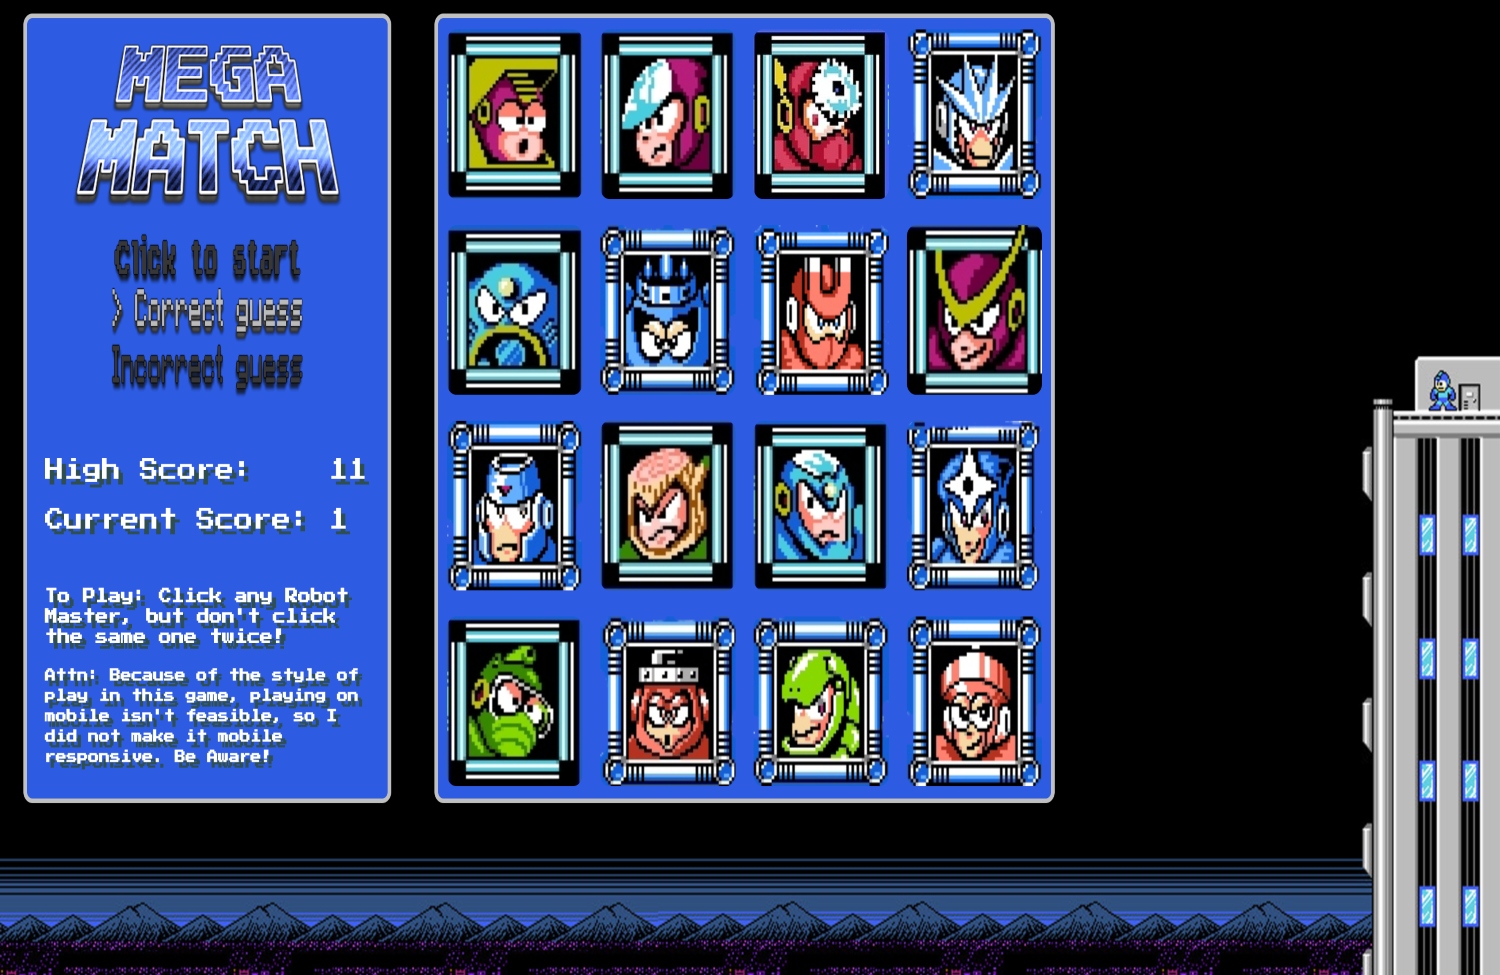 MEGA
MATCH
Click to start
> Correct guess
Incorrect guess
High Score: 11
Current Score: 1
To Play: Click any Robot
Master, but don't click
the same one twice!
Attn: Because of the style of
play in this game, playing on
mobile isn't feasible, so I
did not make it mobile
responsive. Be Aware!